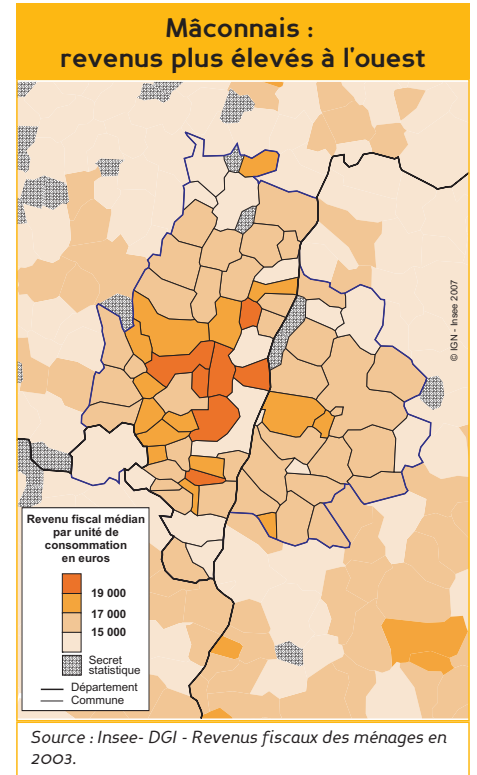 Mâconnais :
revenus plus élevés à l'ouest
© IGN - Insee 2007
Revenu fiscal médian
par unité de
consommation
en euros
19 000
17 000
15 000
Secret
statistique
Département
Commune
Source : Insee- DGI - Revenus fiscaux des ménages en
2003.